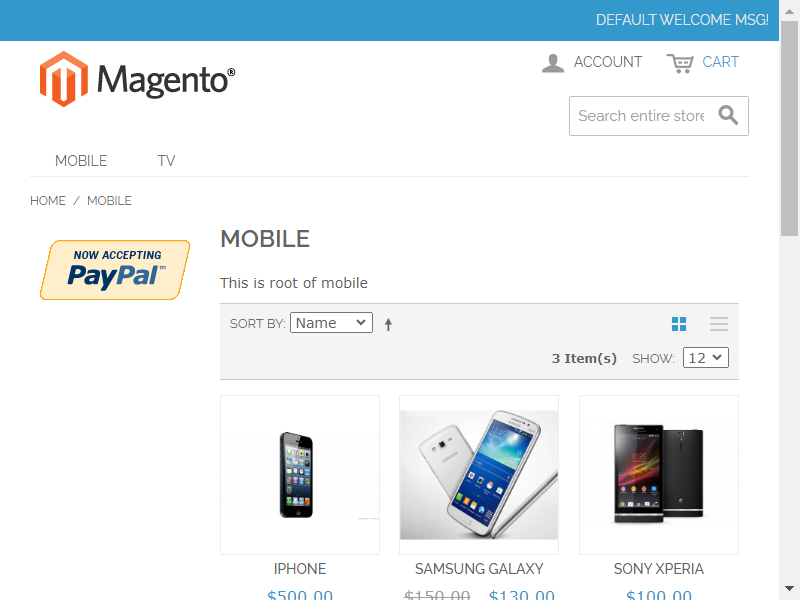 DEFAULT WELCOME MSG!
Magento®
ACCOUNT
CART
Search entire store
MOBILE
TV
HOME / MOBILE
NOW ACCEPTING
PayPal™
MOBILE
This is root of mobile
SORT BY: Name
3 Item(s) SHOW: 12
IPHONE
SAMSUNG GALAXY
SONY XPERIA
$500.00
$150.00 $130.00
$100.00